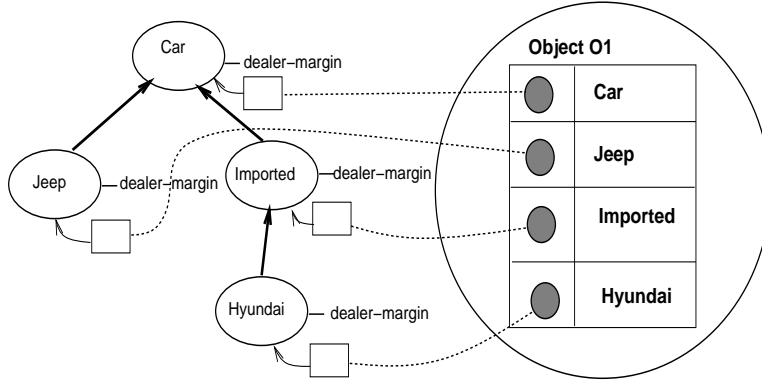 Car
dealer–margin
Object O1
Car
Jeep
dealer–margin
Imported
dealer–margin
Jeep
Imported
Hyundai
dealer–margin
Hyundai